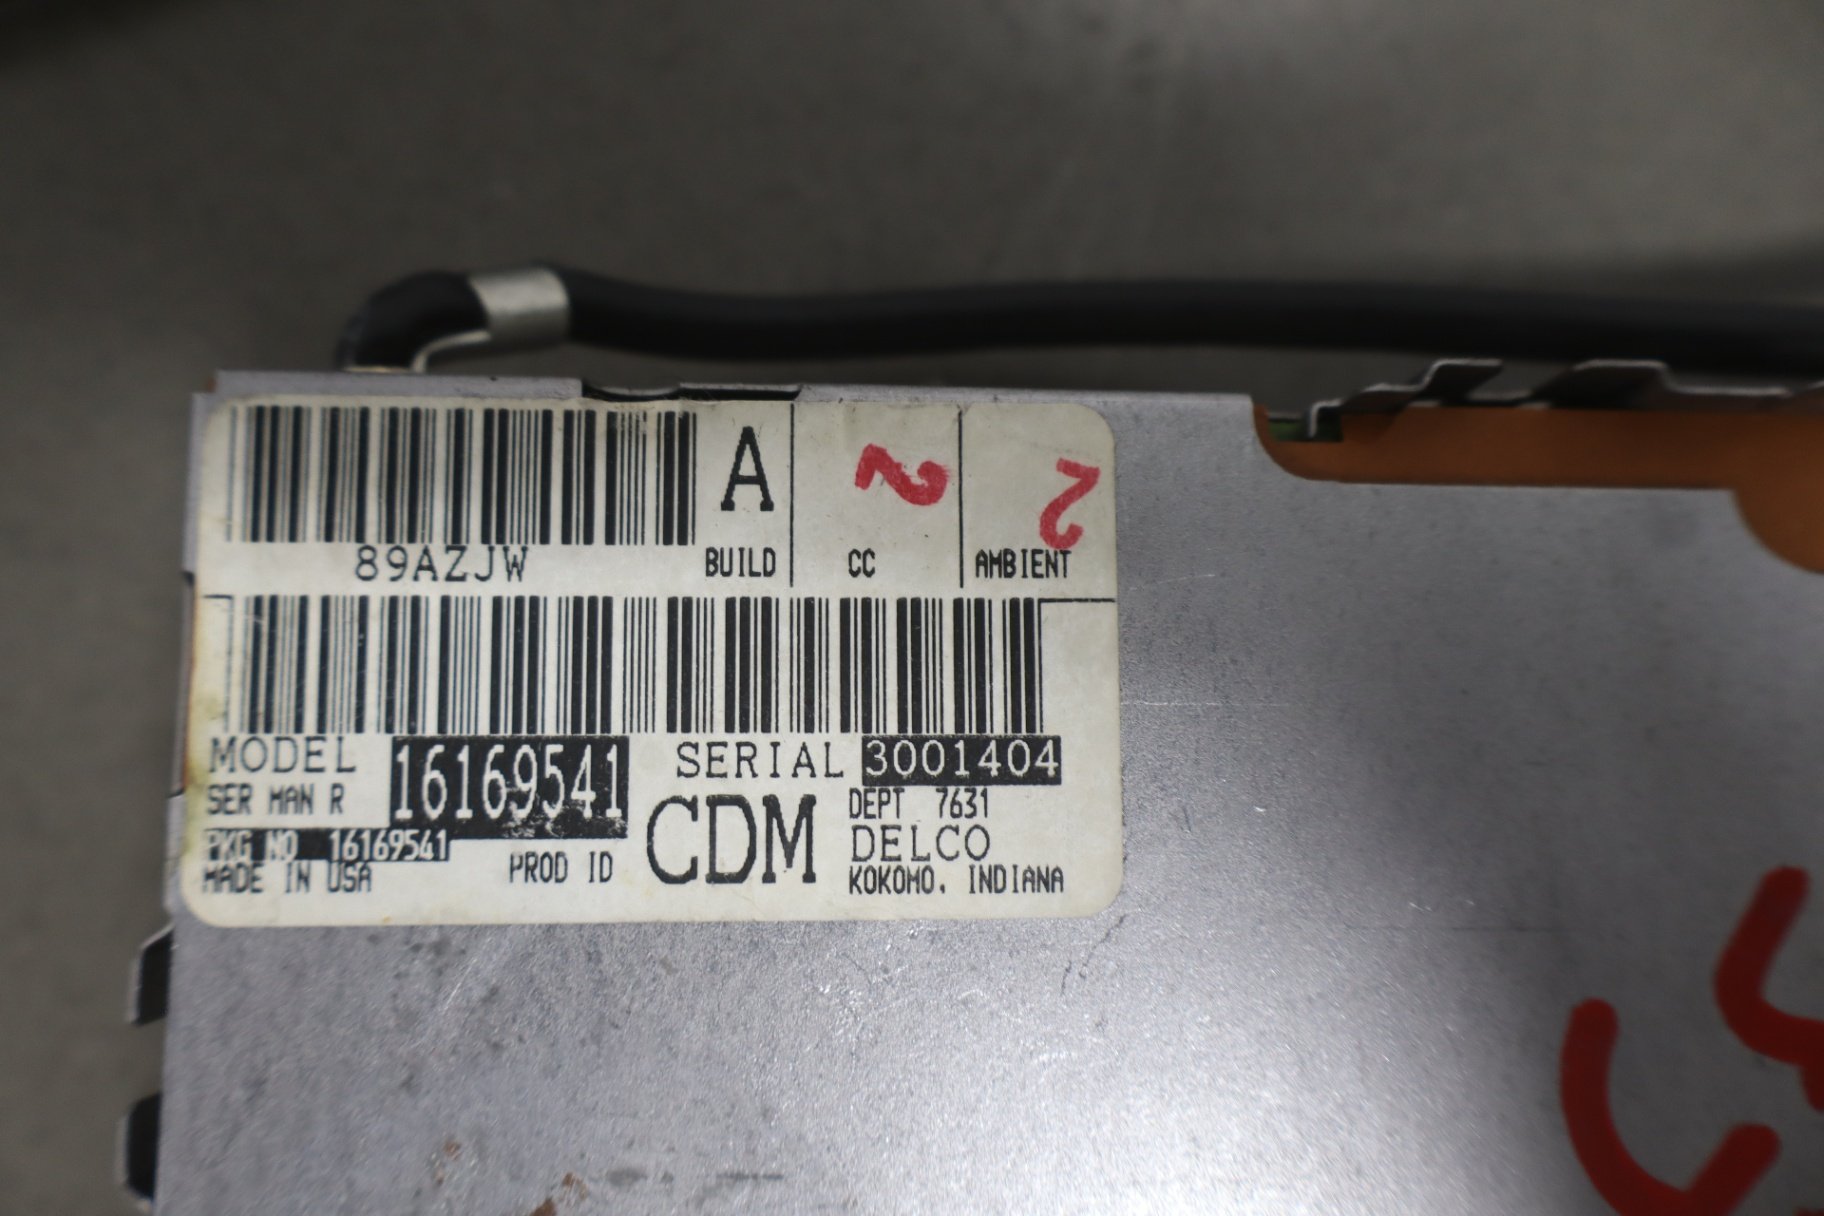 A 2 2
89AZJW BUILD CC AMBIENT
MODEL 16169541 SERIAL 3001404
SER MAN R CDM DEPT 7631
PKG NO 16169541 DELCO
MADE IN USA PROD ID KOKOMO, INDIANA